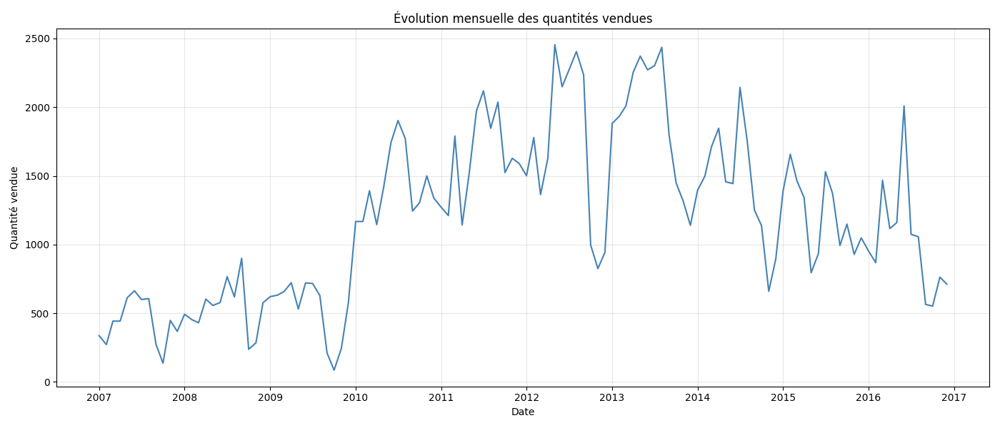 Évolution mensuelle des quantités vendues
Quantité vendue
2500
2000
1500
1000
500
0
2007 2008 2009 2010 2011 2012 2013 2014 2015 2016 2017
Date